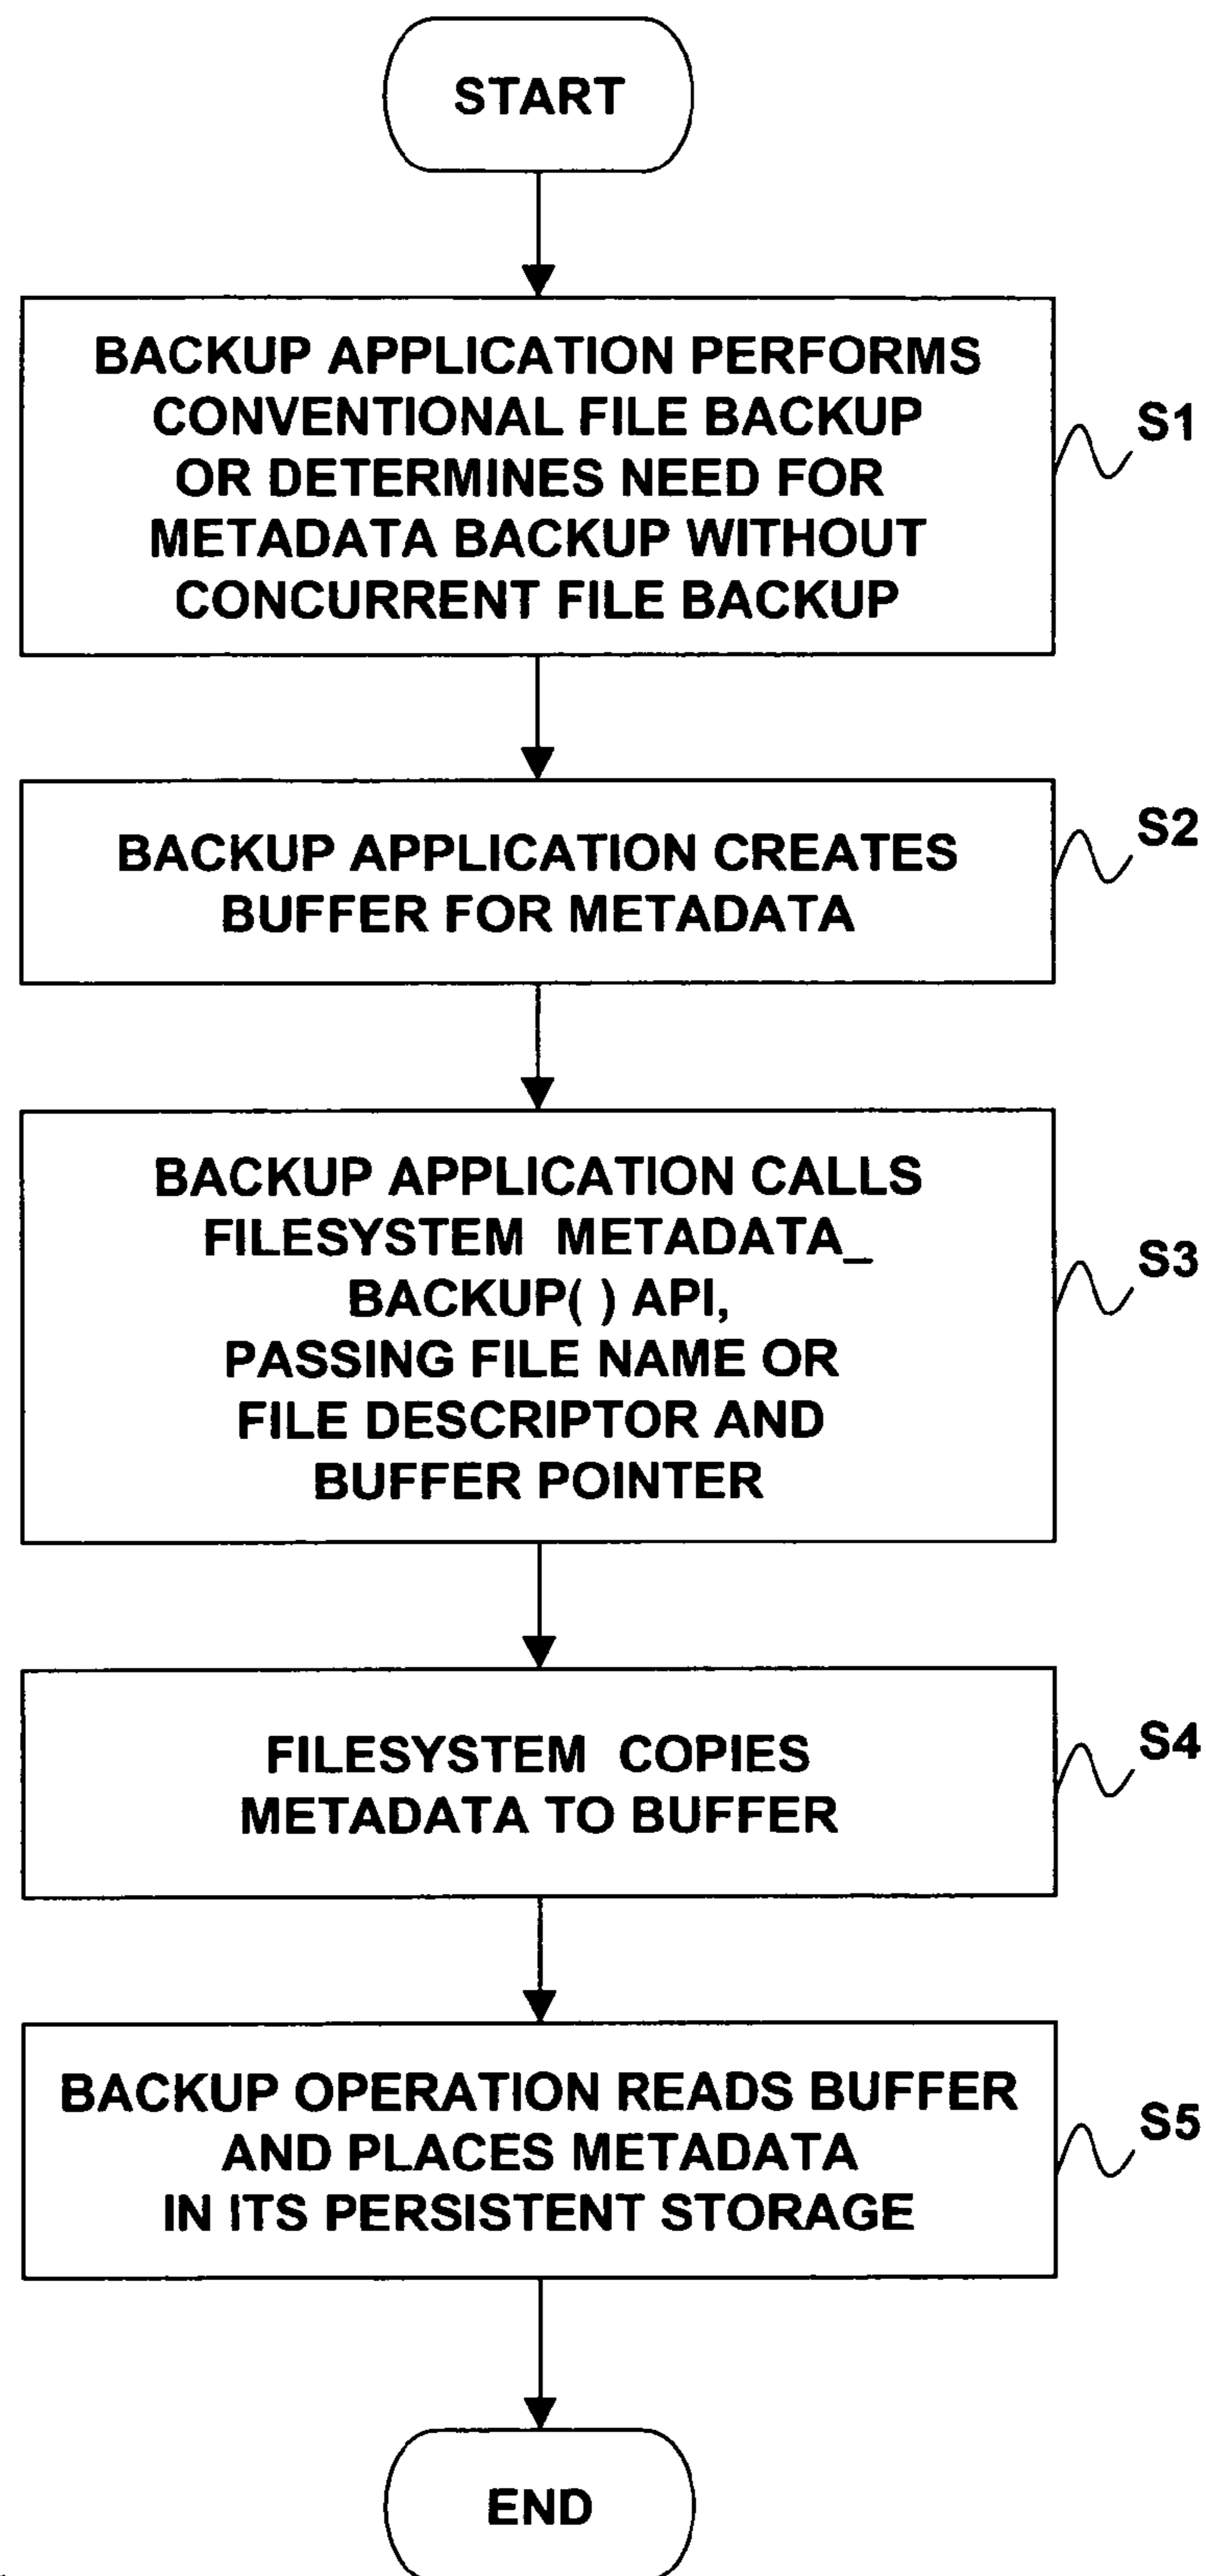 START
BACKUP APPLICATION PERFORMS
CONVENTIONAL FILE BACKUP
OR DETERMINES NEED FOR
METADATA BACKUP WITHOUT
CONCURRENT FILE BACKUP
S1
BACKUP APPLICATION CREATES
BUFFER FOR METADATA
S2
BACKUP APPLICATION CALLS
FILESYSTEM METADATA_
BACKUP( ) API,
PASSING FILE NAME OR
FILE DESCRIPTOR AND
BUFFER POINTER
S3
FILESYSTEM COPIES
METADATA TO BUFFER
S4
BACKUP OPERATION READS BUFFER
AND PLACES METADATA
IN ITS PERSISTENT STORAGE
S5
END